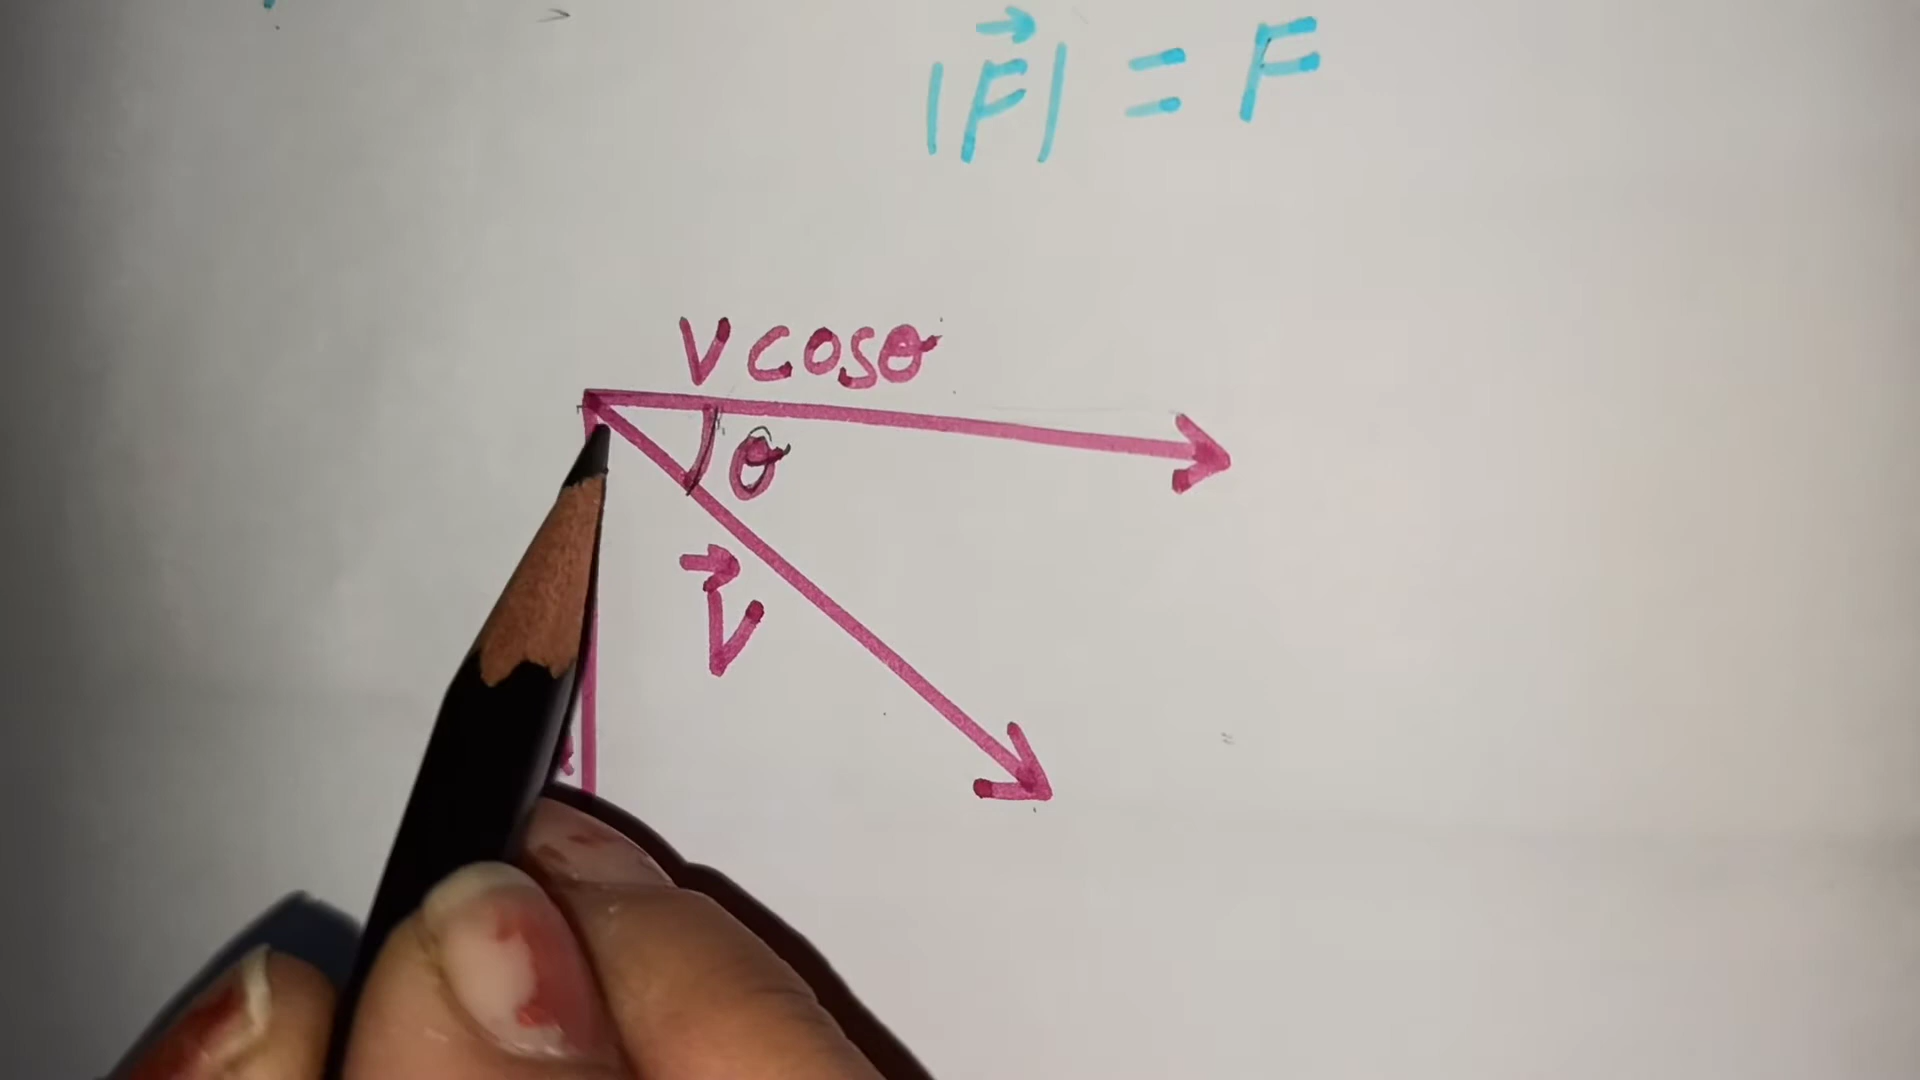 |F⃗| = F
V cosθ
θ
V⃗